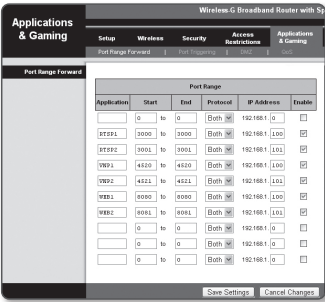 Wireless-G Broadband Router with Sp
Applications & Gaming
Setup Wireless Security Access Restrictions Applications & Gaming
Port Range Forward | Port Triggering | DMZ | QoS
Port Range Forward
Port Range
Application Start End Protocol IP Address Enable
0 to 0 Both 192.168.1. 0
RTSP1 3000 to 3000 Both 192.168.1. 100
RTSP2 3001 to 3001 Both 192.168.1. 101
VNP1 4520 to 4520 Both 192.168.1. 100
VNP2 4521 to 4521 Both 192.168.1. 101
WEB1 8080 to 8080 Both 192.168.1. 100
WEB2 8081 to 8081 Both 192.168.1. 101
0 to 0 Both 192.168.1. 0
0 to 0 Both 192.168.1. 0
0 to 0 Both 192.168.1. 0
Save Settings Cancel Changes